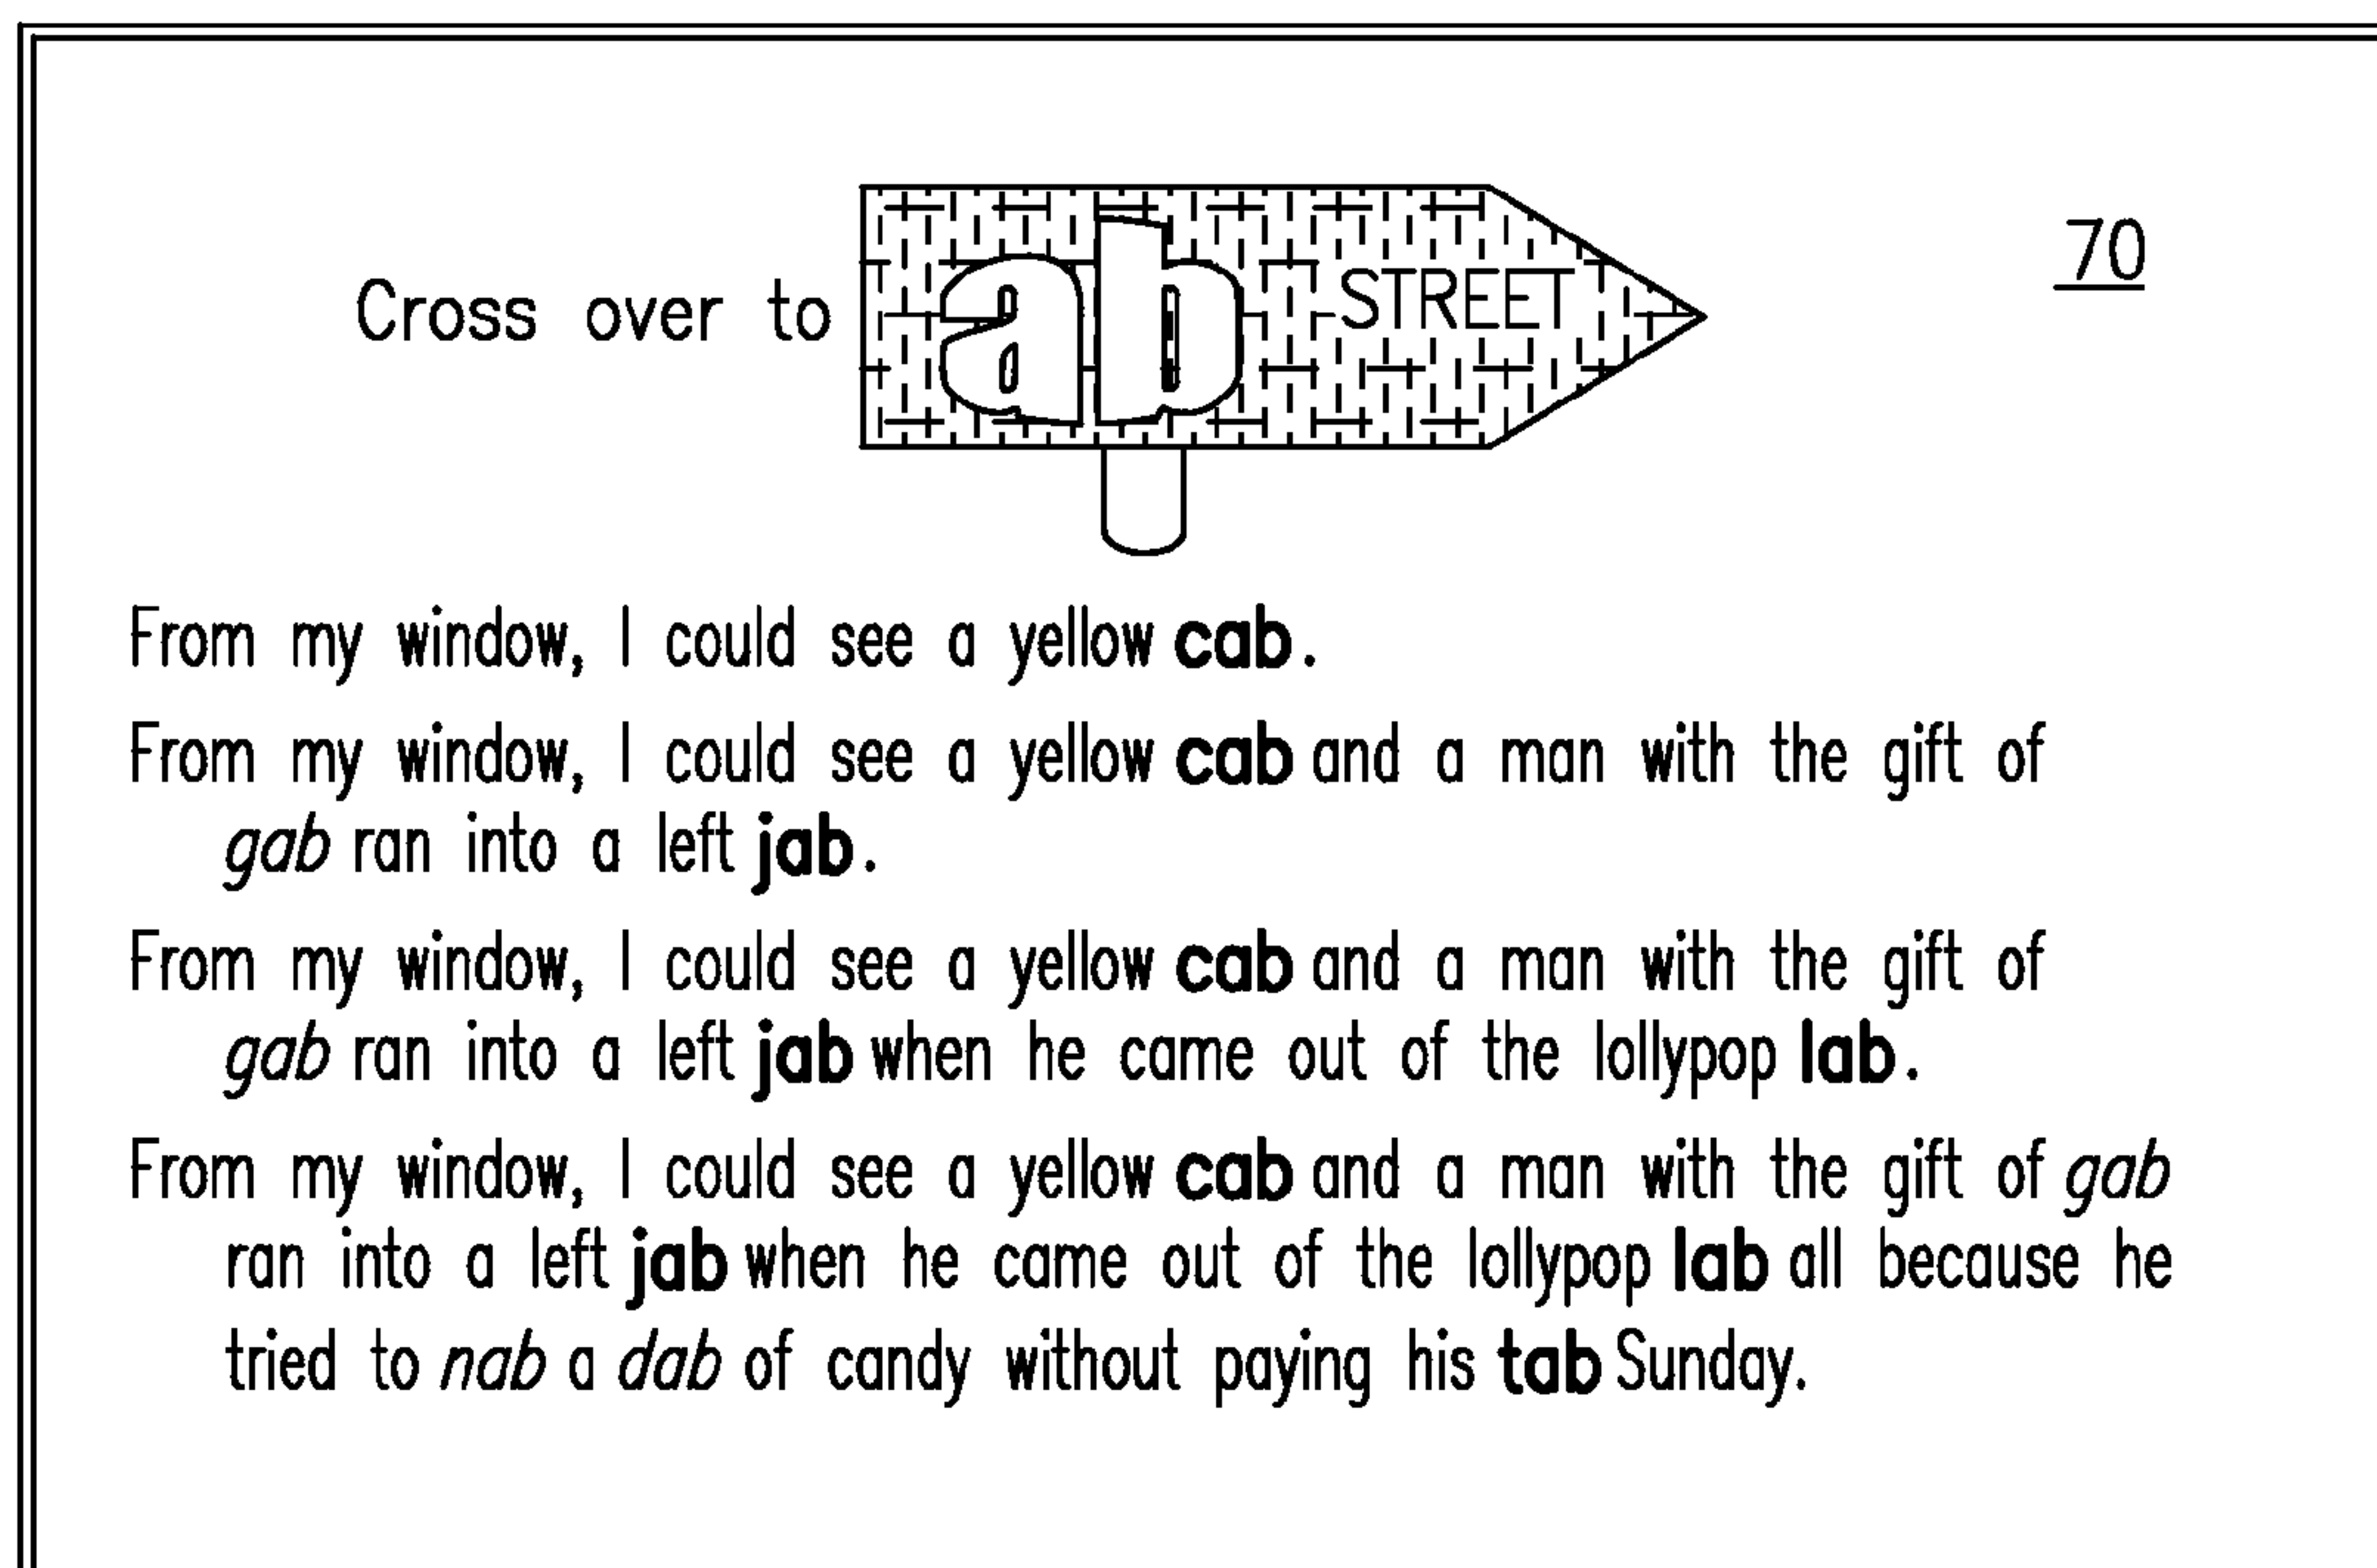 Cross over to ab STREET
70
From my window, I could see a yellow cab.
From my window, I could see a yellow cab and a man with the gift of
gab ran into a left jab.
From my window, I could see a yellow cab and a man with the gift of
gab ran into a left jab when he came out of the lollypop lab.
From my window, I could see a yellow cab and a man with the gift of gab
ran into a left jab when he came out of the lollypop lab all because he
tried to nab a dab of candy without paying his tab Sunday.